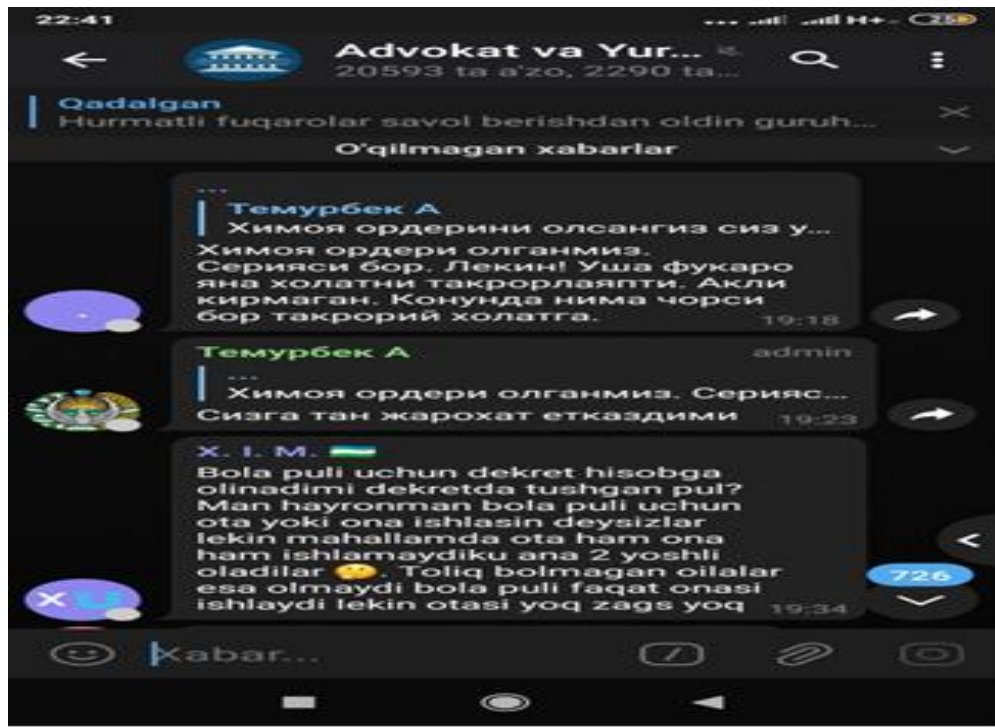 22:41
H+ 25
Advokat va Yur...
20593 ta a'zo, 2290 ta...
Qadalgan
Hurmatli fuqarolar savol berishdan oldin guruh...
O'qilmagan xabarlar
...
Темурбек А
Химоя ордерини олсангиз сиз у...
Химоя ордери олганмиз.
Серияси бор. Лекин! Уша фукаро
яна холатни такрорлаяпти. Акли
кирмаган. Конунда нима чорси
бор такрорий холатга.
19:18
Темурбек А admin
...
Химоя ордери олганмиз. Серияс...
Сизга тан жарохат етказдими
19:23
X. I. M.
Bola puli uchun dekret hisobga
olinadimi dekretda tushgan pul?
Man hayronman bola puli uchun
ota yoki ona ishlasin deysizlar
lekin mahallamda ota ham ona
ham ishlamaydiku ana 2 yoshli
oladilar 🤔. Toliq bolmagan oilalar
esa olmaydi bola puli faqat onasi
ishlaydi lekin otasi yoq zags yoq
19:34
XU
726
Xabar...